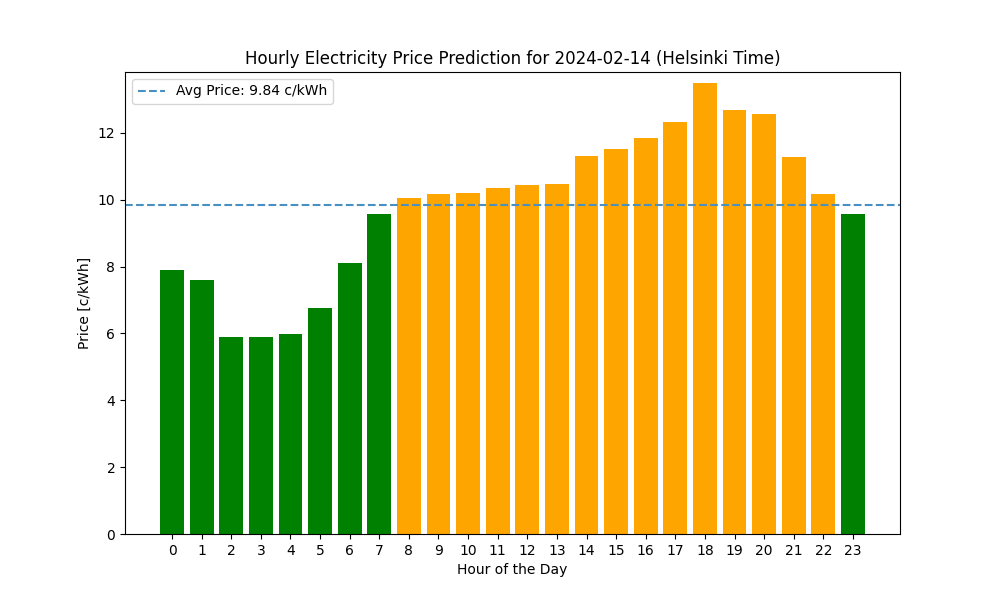 Hourly Electricity Price Prediction for 2024-02-14 (Helsinki Time)
Avg Price: 9.84 c/kWh
Price [c/kWh]
12
10
8
6
4
2
0
0 1 2 3 4 5 6 7 8 9 10 11 12 13 14 15 16 17 18 19 20 21 22 23
Hour of the Day